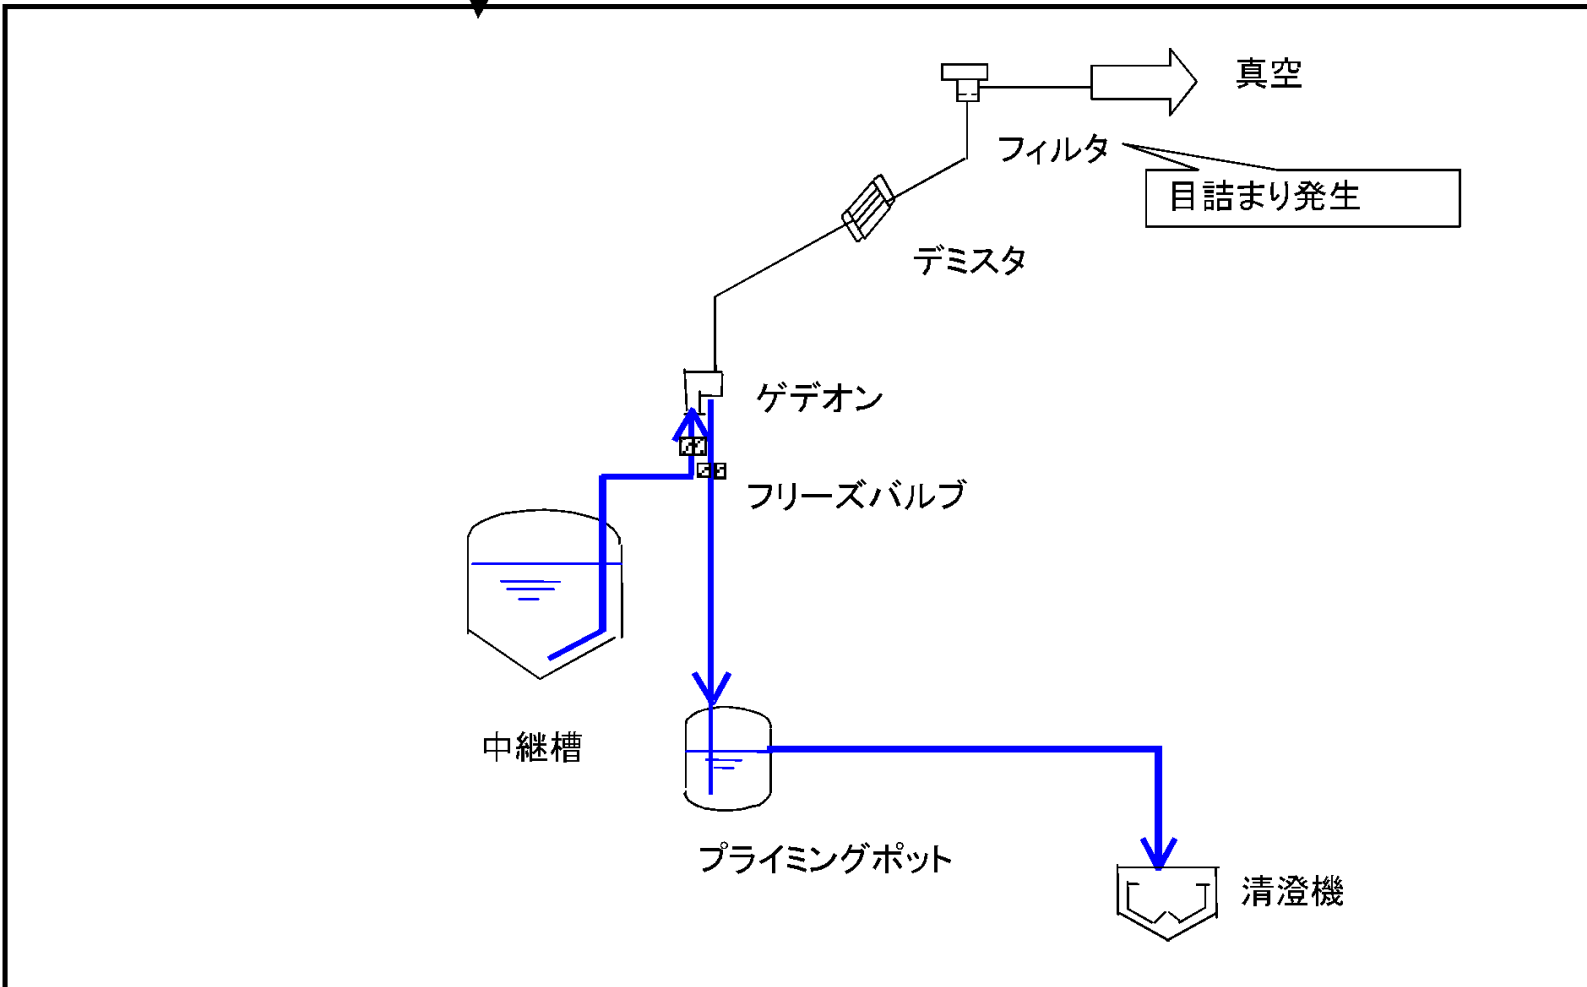 真空
フィルタ
目詰まり発生
デミスタ
ゲデオン
フリーズバルブ
中継槽
プライミングポット
清澄機